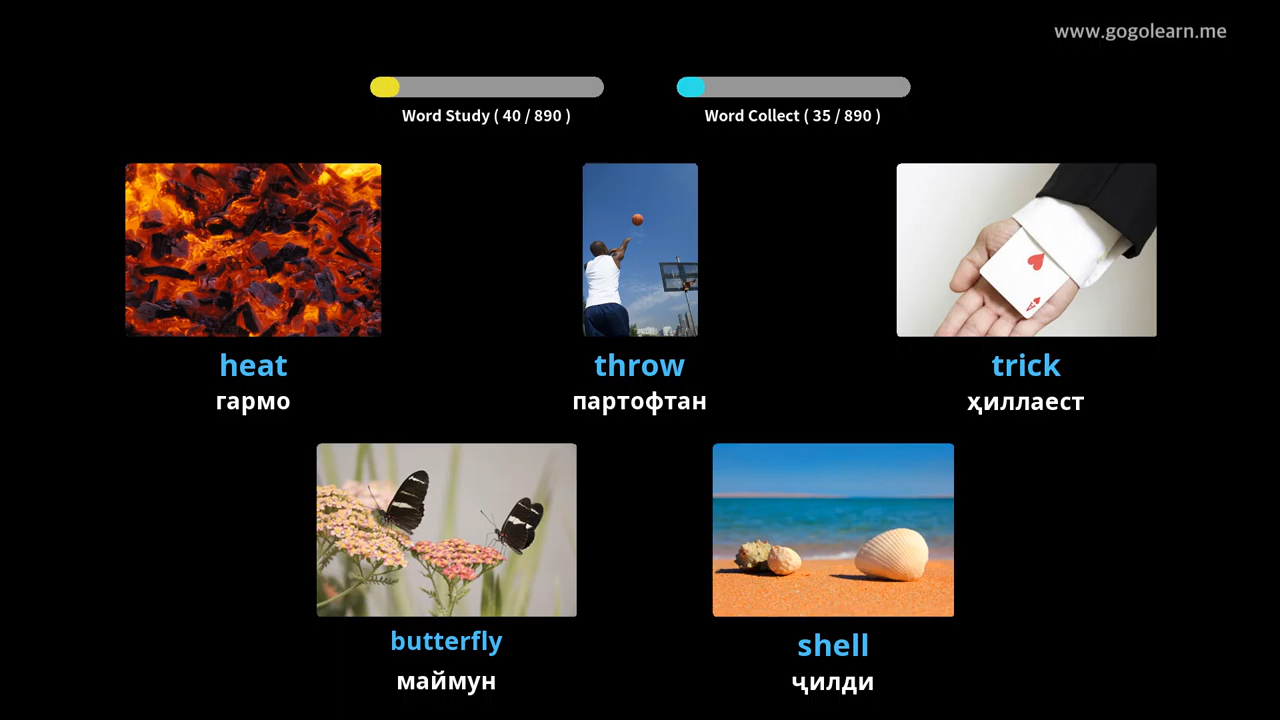 www.gogolearn.me
Word Study ( 40 / 890 )
Word Collect ( 35 / 890 )
heat
throw
trick
гармо
партофтан
ҳиллаест
butterfly
shell
маймун
ҷилди